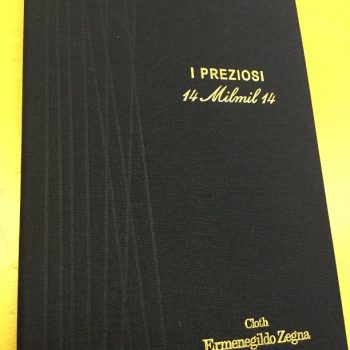 I PREZIOSI
14 Milmil 14
Cloth
Ermenegildo Zegna